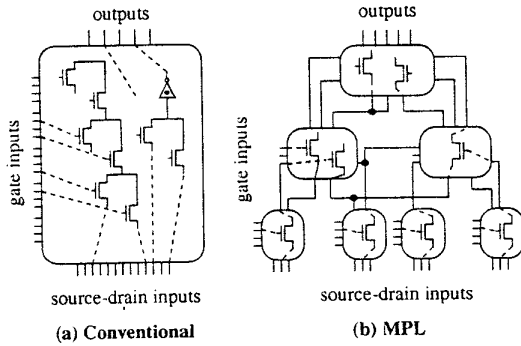 outputs
outputs
gate inputs
gate inputs
source-drain inputs
source-drain inputs
(a) Conventional
(b) MPL